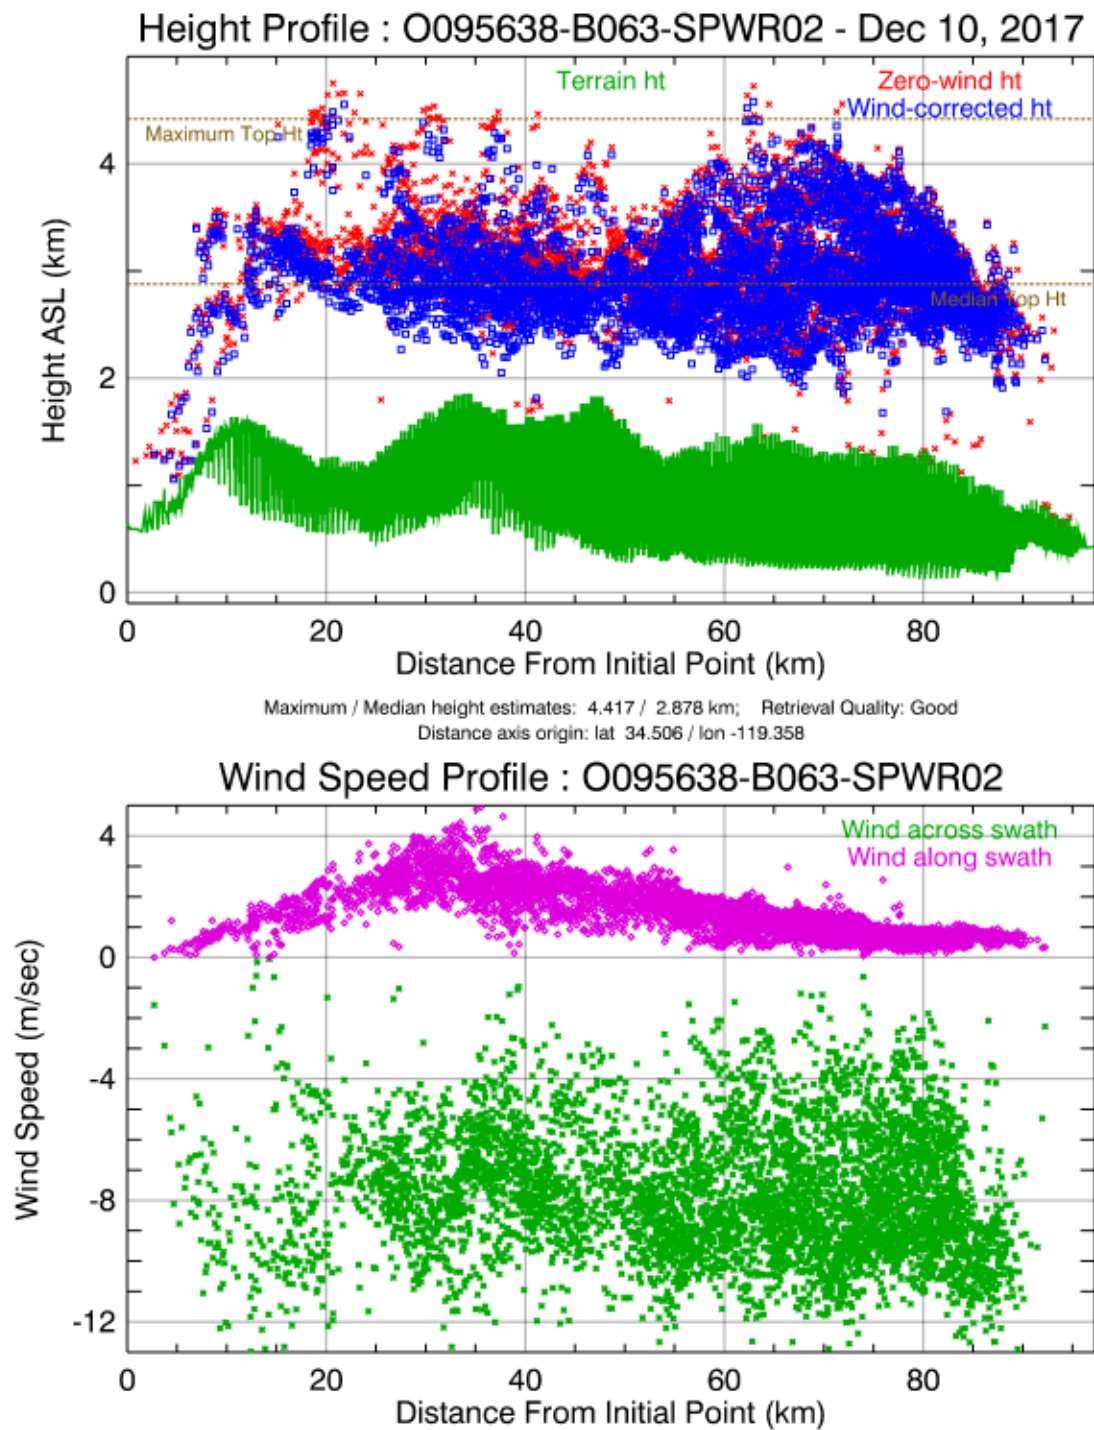 Height Profile : O095638-B063-SPWR02 - Dec 10, 2017
Terrain ht
Zero-wind ht
Wind-corrected ht
Maximum Top Ht
Median Top Ht
Height ASL (km)
4
2
0
0 20 40 60 80
Distance From Initial Point (km)
Maximum / Median height estimates: 4.417 / 2.878 km; Retrieval Quality: Good
Distance axis origin: lat 34.506 / lon -119.358
Wind Speed Profile : O095638-B063-SPWR02
Wind across swath
Wind along swath
Wind Speed (m/sec)
4
0
-4
-8
-12
0 20 40 60 80
Distance From Initial Point (km)